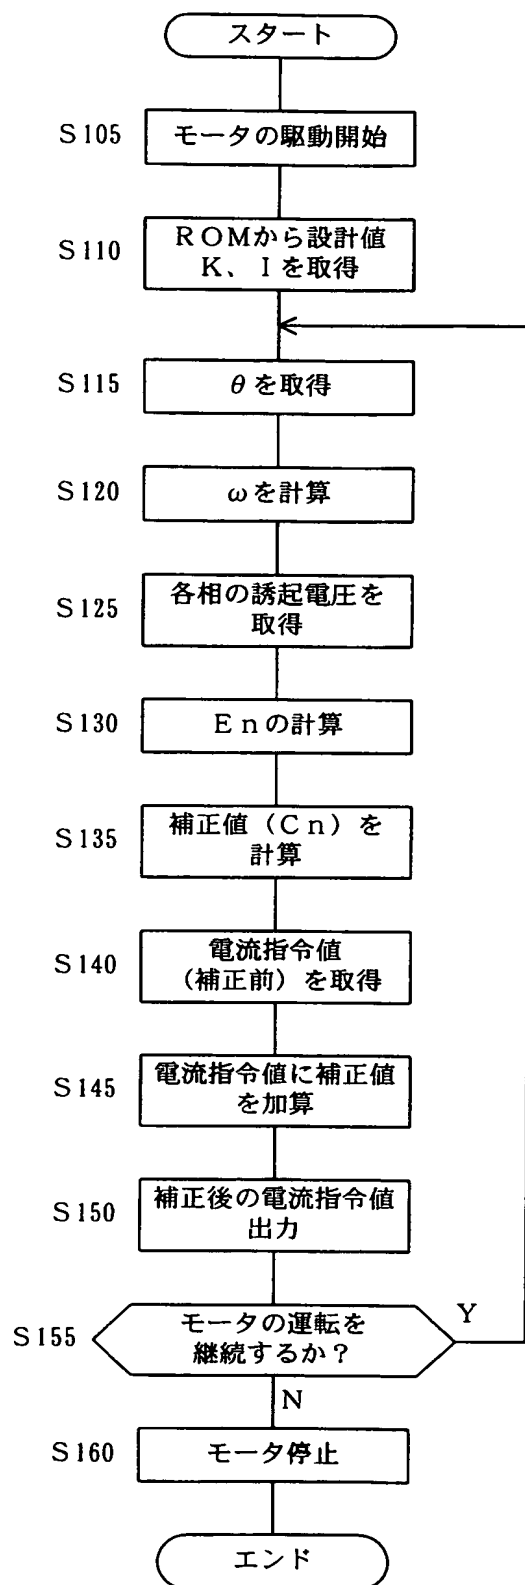 スタート
S105
モータの駆動開始
S110
ROMから設計値
K、Iを取得
S115
θを取得
S120
ωを計算
S125
各相の誘起電圧を
取得
S130
Enの計算
S135
補正値（Cn）を
計算
S140
電流指令値
（補正前）を取得
S145
電流指令値に補正値
を加算
S150
補正後の電流指令値
出力
S155
モータの運転を
継続するか？
Y
N
S160
モータ停止
エンド